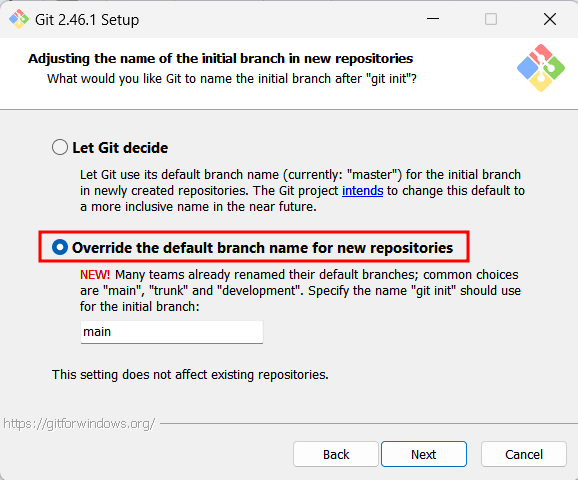 Git 2.46.1 Setup
Adjusting the name of the initial branch in new repositories
What would you like Git to name the initial branch after "git init"?
Let Git decide
Let Git use its default branch name (currently: "master") for the initial branch
in newly created repositories. The Git project intends to change this default to
a more inclusive name in the near future.
Override the default branch name for new repositories
NEW! Many teams already renamed their default branches; common choices
are "main", "trunk" and "development". Specify the name "git init" should use
for the initial branch:
main
This setting does not affect existing repositories.
https://gitforwindows.org/
Back Next Cancel